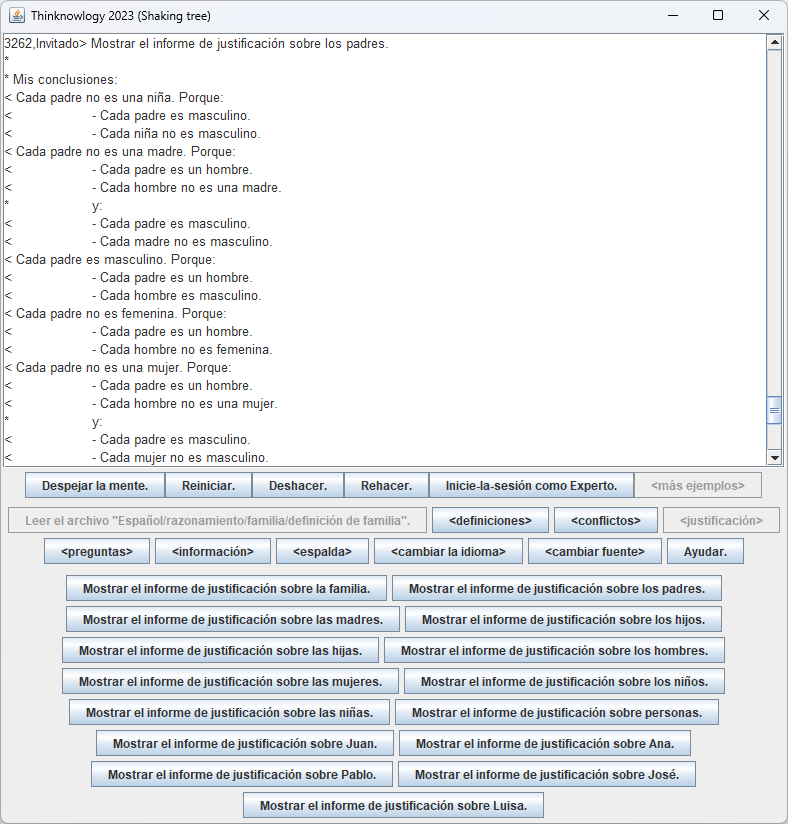 Thinknowlogy 2023 (Shaking tree)
3262,Invitado> Mostrar el informe de justificación sobre los padres.
*
* Mis conclusiones:
< Cada padre no es una niña. Porque:
< - Cada padre es masculino.
< - Cada niña no es masculino.
< Cada padre no es una madre. Porque:
< - Cada padre es un hombre.
< - Cada hombre no es una madre.
* y:
< - Cada padre es masculino.
< - Cada madre no es masculino.
< Cada padre es masculino. Porque:
< - Cada padre es un hombre.
< - Cada hombre es masculino.
< Cada padre no es femenina. Porque:
< - Cada padre es un hombre.
< - Cada hombre no es femenina.
< Cada padre no es una mujer. Porque:
< - Cada padre es un hombre.
< - Cada hombre no es una mujer.
* y:
< - Cada padre es masculino.
< - Cada mujer no es masculino.
Despejar la mente. Reiniciar. Deshacer. Rehacer. Inicie-la-sesión como Experto. <más ejemplos>
Leer el archivo "Español/razonamiento/familia/definición de familia". <definiciones> <conflictos> <justificación>
<preguntas> <información> <espalda> <cambiar la idioma> <cambiar fuente> Ayudar.
Mostrar el informe de justificación sobre la familia. Mostrar el informe de justificación sobre los padres.
Mostrar el informe de justificación sobre las madres. Mostrar el informe de justificación sobre los hijos.
Mostrar el informe de justificación sobre las hijas. Mostrar el informe de justificación sobre los hombres.
Mostrar el informe de justificación sobre las mujeres. Mostrar el informe de justificación sobre los niños.
Mostrar el informe de justificación sobre las niñas. Mostrar el informe de justificación sobre personas.
Mostrar el informe de justificación sobre Juan. Mostrar el informe de justificación sobre Ana.
Mostrar el informe de justificación sobre Pablo. Mostrar el informe de justificación sobre José.
Mostrar el informe de justificación sobre Luisa.